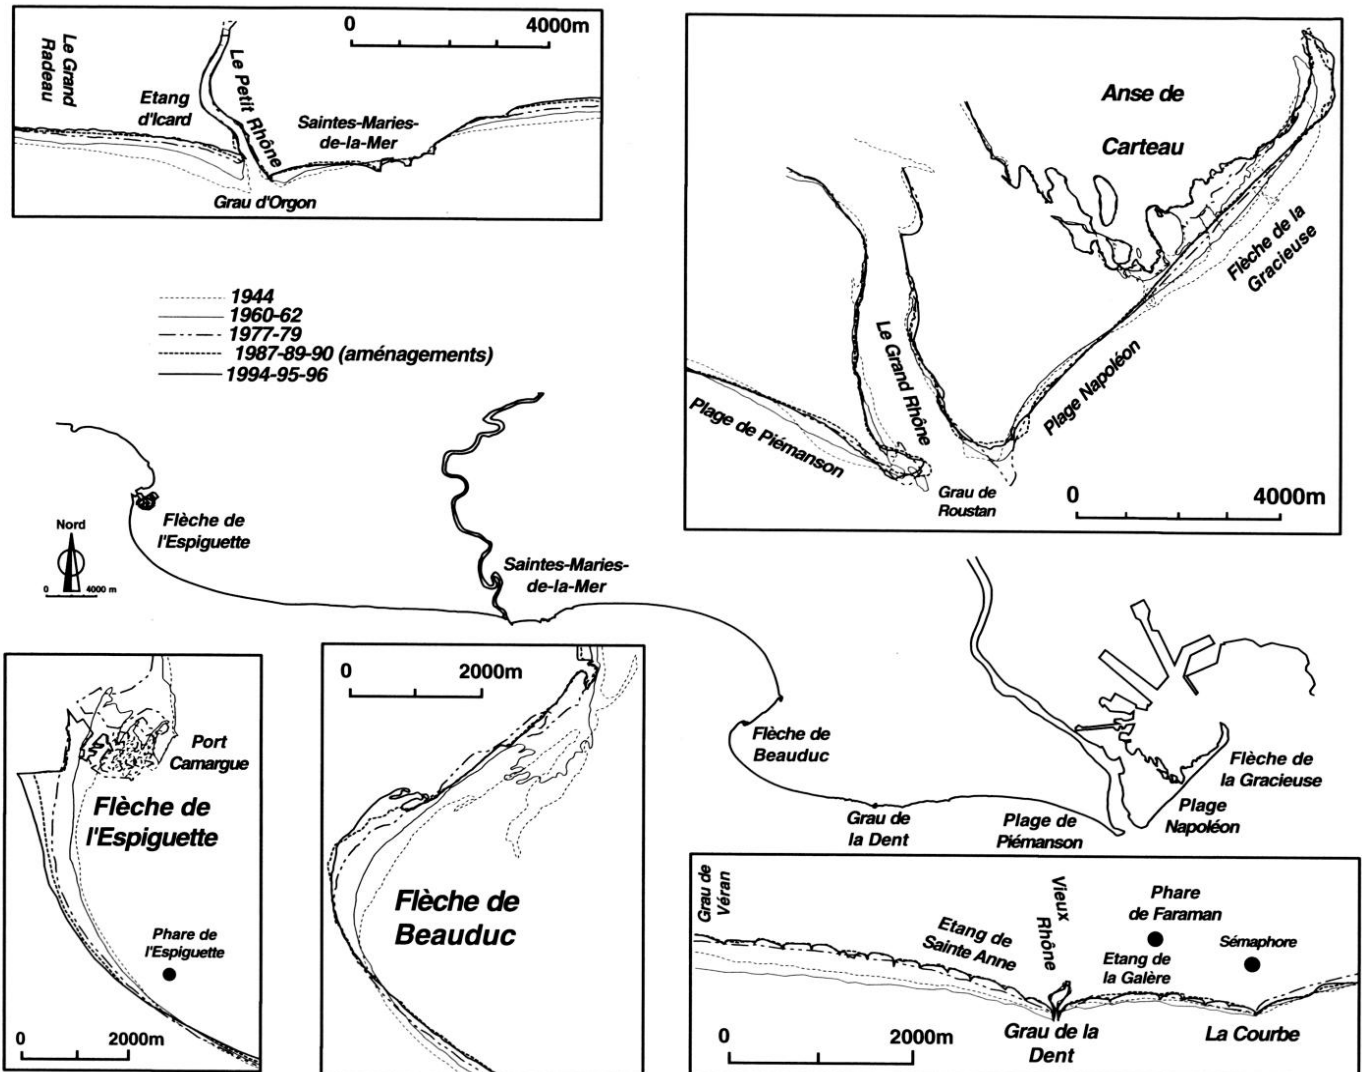 0 4000m
Le Grand
Radeau
Etang
d'Icard
Le Petit Rhône
Saintes-Maries-
de-la-Mer
Grau d'Orgon
Anse de
Carteau
Flèche de la
Gracieuse
Le Grand Rhône
Plage Napoléon
Plage de Piémanson
Grau de
Roustan
0 4000m
1944
1960-62
1977-79
1987-89-90 (aménagements)
1994-95-96
Nord
0 4000 m
Flèche de
l'Espiguette
Saintes-Maries-
de-la-Mer
Flèche de
Beauduc
Grau de
la Dent
Plage de
Piémanson
Plage
Napoléon
Flèche de
la Gracieuse
Port
Camargue
Flèche de
l'Espiguette
Phare de
l'Espiguette
0 2000m
0 2000m
Flèche de
Beauduc
Grau de
Véran
Etang de
Sainte Anne
Vieux
Rhône
Phare
de Faraman
Sémaphore
Etang de
la Galère
Grau de la
Dent
La Courbe
0 2000m